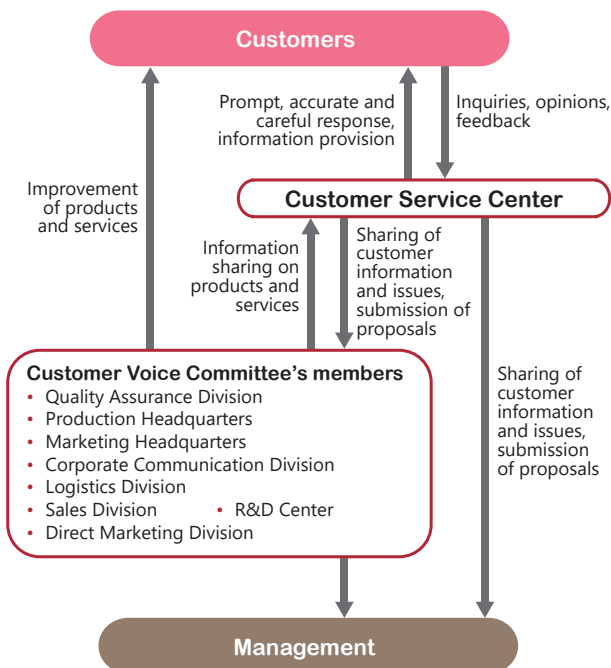 Customers
Prompt, accurate and
careful response,
information provision
Inquiries, opinions,
feedback
Improvement
of products
and services
Customer Service Center
Information
sharing on
products and
services
Sharing of
customer
information
and issues,
submission of
proposals
Customer Voice Committee's members
• Quality Assurance Division
• Production Headquarters
• Marketing Headquarters
• Corporate Communication Division
• Logistics Division
• Sales Division • R&D Center
• Direct Marketing Division
Sharing of
customer
information
and issues,
submission
of proposals
Management